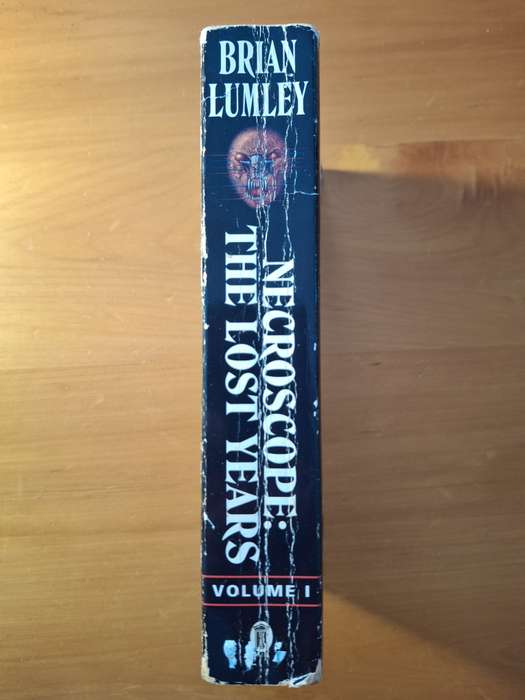 BRIAN
LUMLEY
NECROSCOPE:
THE LOST YEARS
VOLUME I